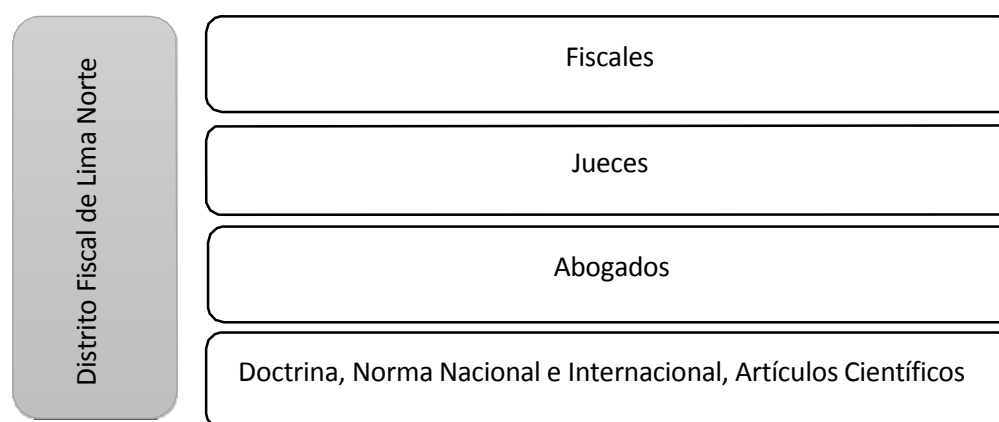 Distrito Fiscal de Lima Norte
Fiscales
Jueces
Abogados
Doctrina, Norma Nacional e Internacional, Artículos Científicos